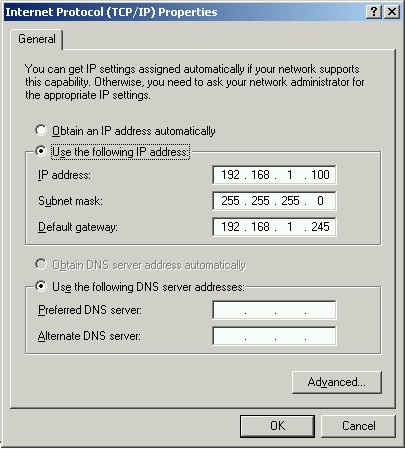 Internet Protocol (TCP/IP) Properties
General
You can get IP settings assigned automatically if your network supports
this capability. Otherwise, you need to ask your network administrator for
the appropriate IP settings.
Obtain an IP address automatically
Use the following IP address:
IP address: 192 . 168 . 1 . 100
Subnet mask: 255 . 255 . 255 . 0
Default gateway: 192 . 168 . 1 . 245
Obtain DNS server address automatically
Use the following DNS server addresses:
Preferred DNS server: . . .
Alternate DNS server: . . .
Advanced...
OK Cancel